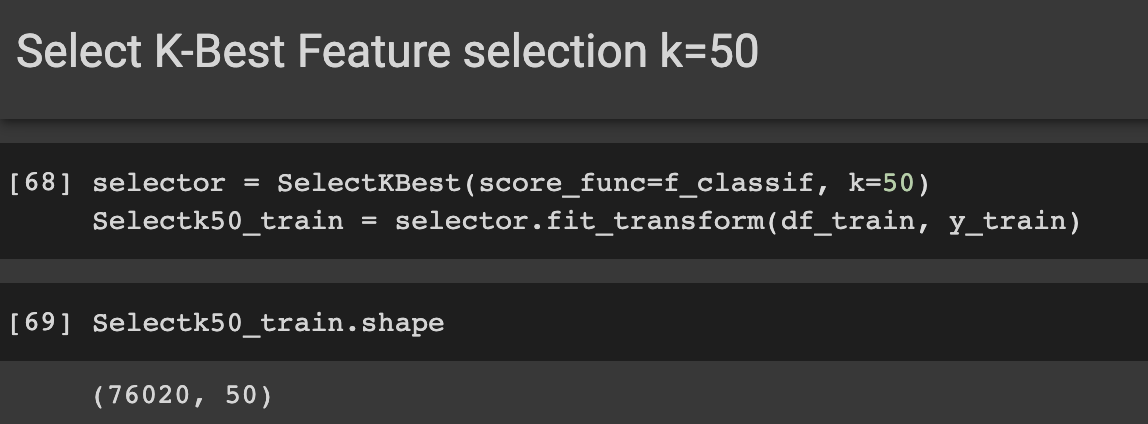 Select K-Best Feature selection k=50
[68] selector = SelectKBest(score_func=f_classif, k=50)
Selectk50_train = selector.fit_transform(df_train, y_train)
[69] Selectk50_train.shape
(76020, 50)